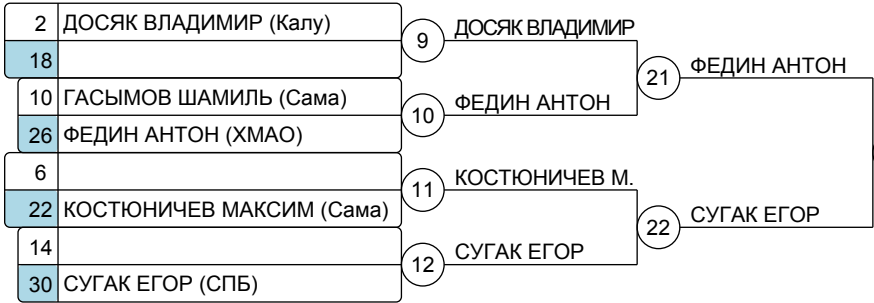 2 ДОСЯК ВЛАДИМИР (Калу)
18
9 ДОСЯК ВЛАДИМИР
10 ГАСЫМОВ ШАМИЛЬ (Сама)
26 ФЕДИН АНТОН (ХМАО)
10 ФЕДИН АНТОН
21 ФЕДИН АНТОН
6
22 КОСТЮНИЧЕВ МАКСИМ (Сама)
11 КОСТЮНИЧЕВ М.
14
30 СУГАК ЕГОР (СПБ)
12 СУГАК ЕГОР
22 СУГАК ЕГОР